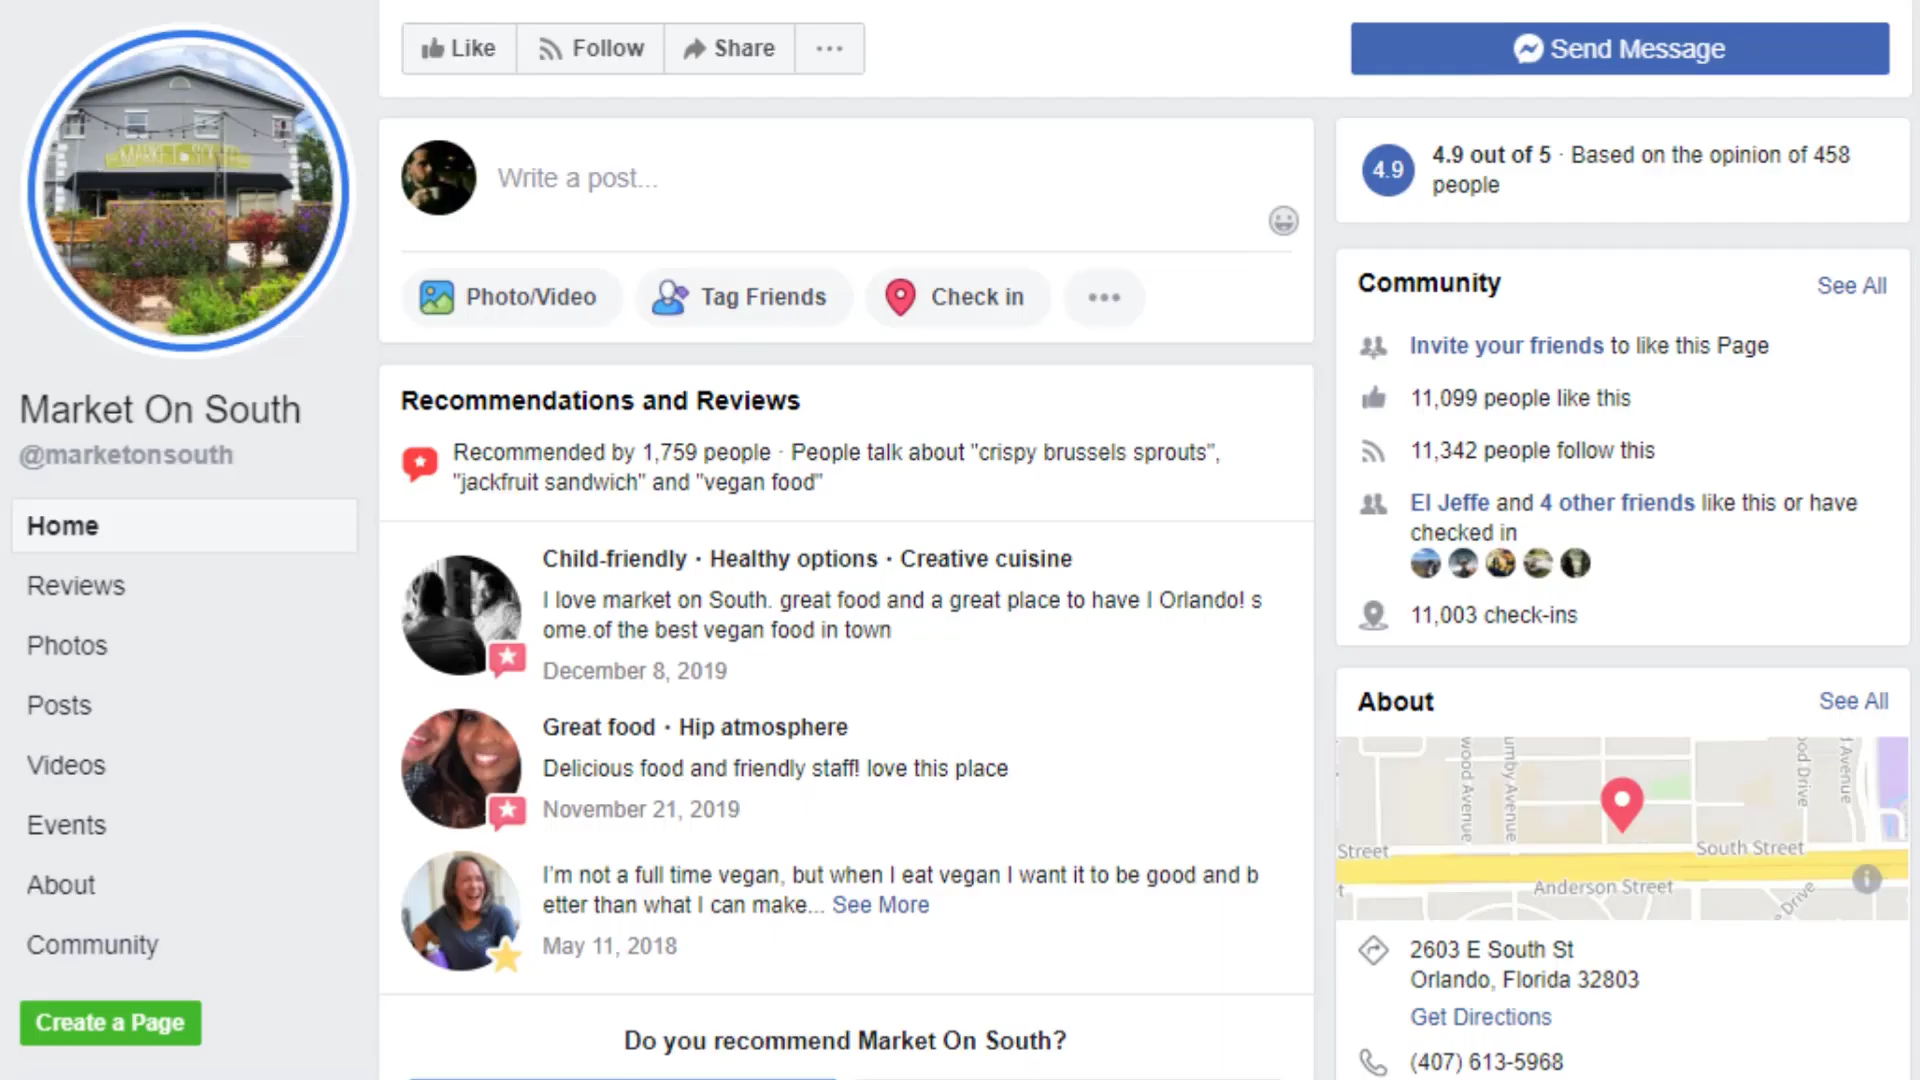 Like
Follow
Share
Send Message
MARKET
Market On South
@marketonsouth
Home
Reviews
Photos
Posts
Videos
Events
About
Community
Create a Page
Write a post...
Photo/Video
Tag Friends
Check in
Recommendations and Reviews
Recommended by 1,759 people · People talk about "crispy brussels sprouts",
"jackfruit sandwich" and "vegan food"
Child-friendly · Healthy options · Creative cuisine
I love market on South. great food and a great place to have I Orlando! s
ome.of the best vegan food in town
December 8, 2019
Great food · Hip atmosphere
Delicious food and friendly staff! love this place
November 21, 2019
I'm not a full time vegan, but when I eat vegan I want it to be good and b
etter than what I can make... See More
May 11, 2018
Do you recommend Market On South?
4.9
4.9 out of 5 · Based on the opinion of 458
people
Community
See All
Invite your friends to like this Page
11,099 people like this
11,342 people follow this
El Jeffe and 4 other friends like this or have
checked in
11,003 check-ins
About
See All
wood Avenue
umby Avenue
ood Drive
Avenue
Street
South Street
Anderson Street
Drive
2603 E South St
Orlando, Florida 32803
Get Directions
(407) 613-5968